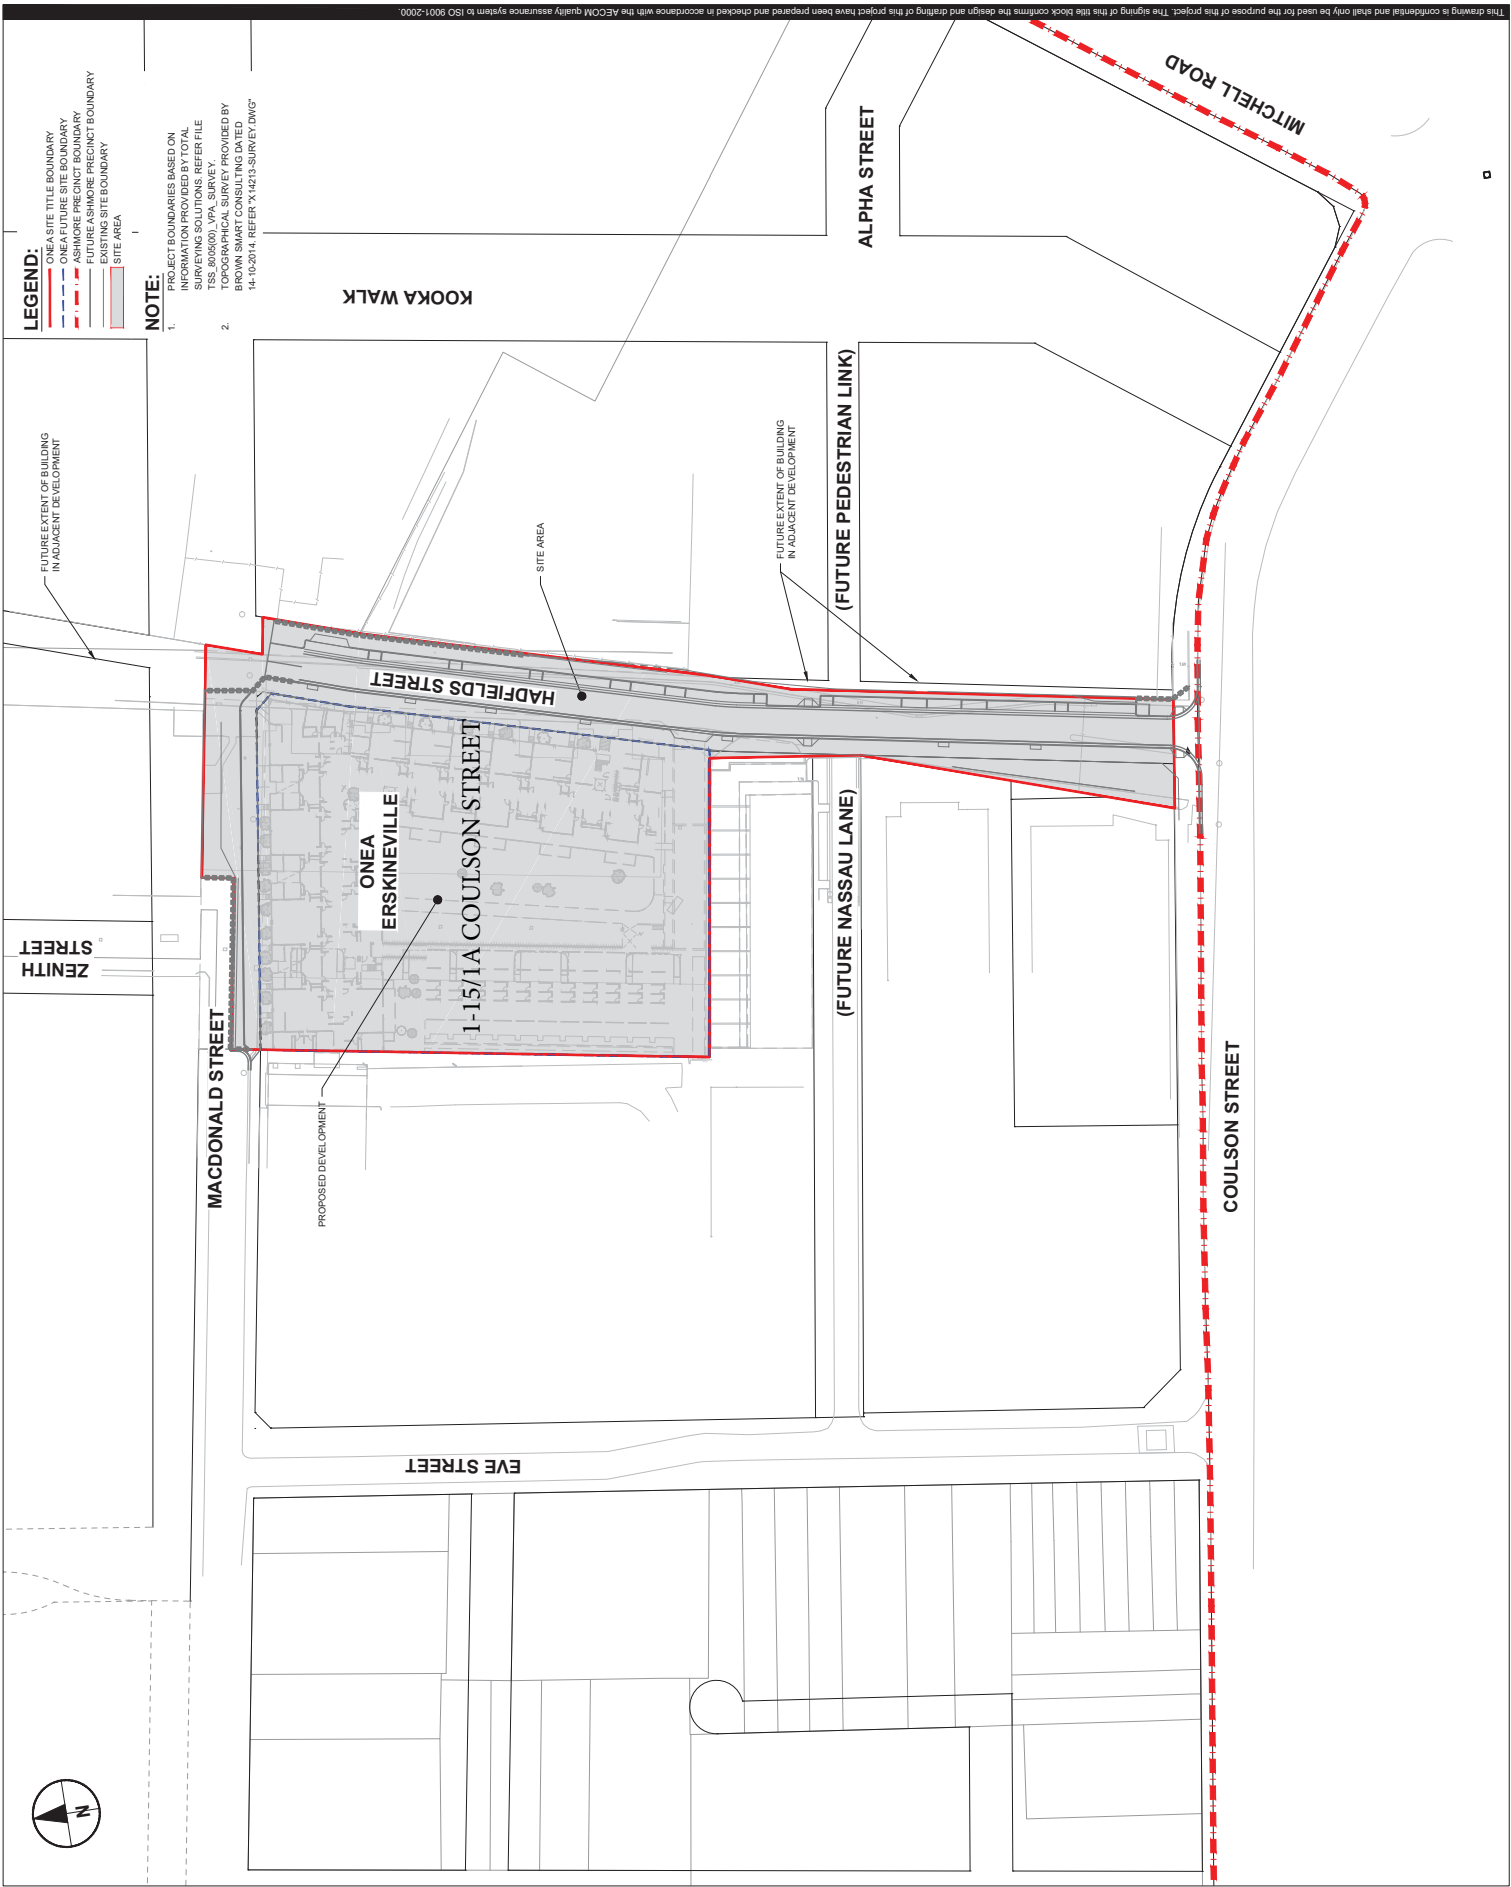 This drawing is confidential and shall only be used for the purpose of this project. The signing of this title block confirms the design and drafting of this project have been prepared and checked in accordance with the AECOM quality assurance system to ISO 9001-2000.
LEGEND:
ONEA SITE TITLE BOUNDARY
ONEA FUTURE SITE BOUNDARY
ASHMORE PRECINCT BOUNDARY
FUTURE ASHMORE PRECINCT BOUNDARY
EXISTING SITE BOUNDARY
SITE AREA
NOTE:
1. PROJECT BOUNDARIES BASED ON
INFORMATION PROVIDED BY TOTAL
SURVEYING SOLUTIONS. REFER FILE
TSS_8005(00)_VPA_SURVEY.
2. TOPOGRAPHICAL SURVEY PROVIDED BY
BROWN SMART CONSULTING DATED
14-10-2014. REFER "X14213-SURVEY.DWG"
MITCHELL ROAD
ALPHA STREET
KOOKA WALK
FUTURE EXTENT OF BUILDING
IN ADJACENT DEVELOPMENT
SITE AREA
FUTURE EXTENT OF BUILDING
IN ADJACENT DEVELOPMENT
(FUTURE PEDESTRIAN LINK)
HADFIELDS STREET
ONEA
ERSKINEVILLE
1-15/1A COULSON STREET
ZENITH
STREET
MACDONALD STREET
PROPOSED DEVELOPMENT
(FUTURE NASSAU LANE)
COULSON STREET
EVE STREET
N